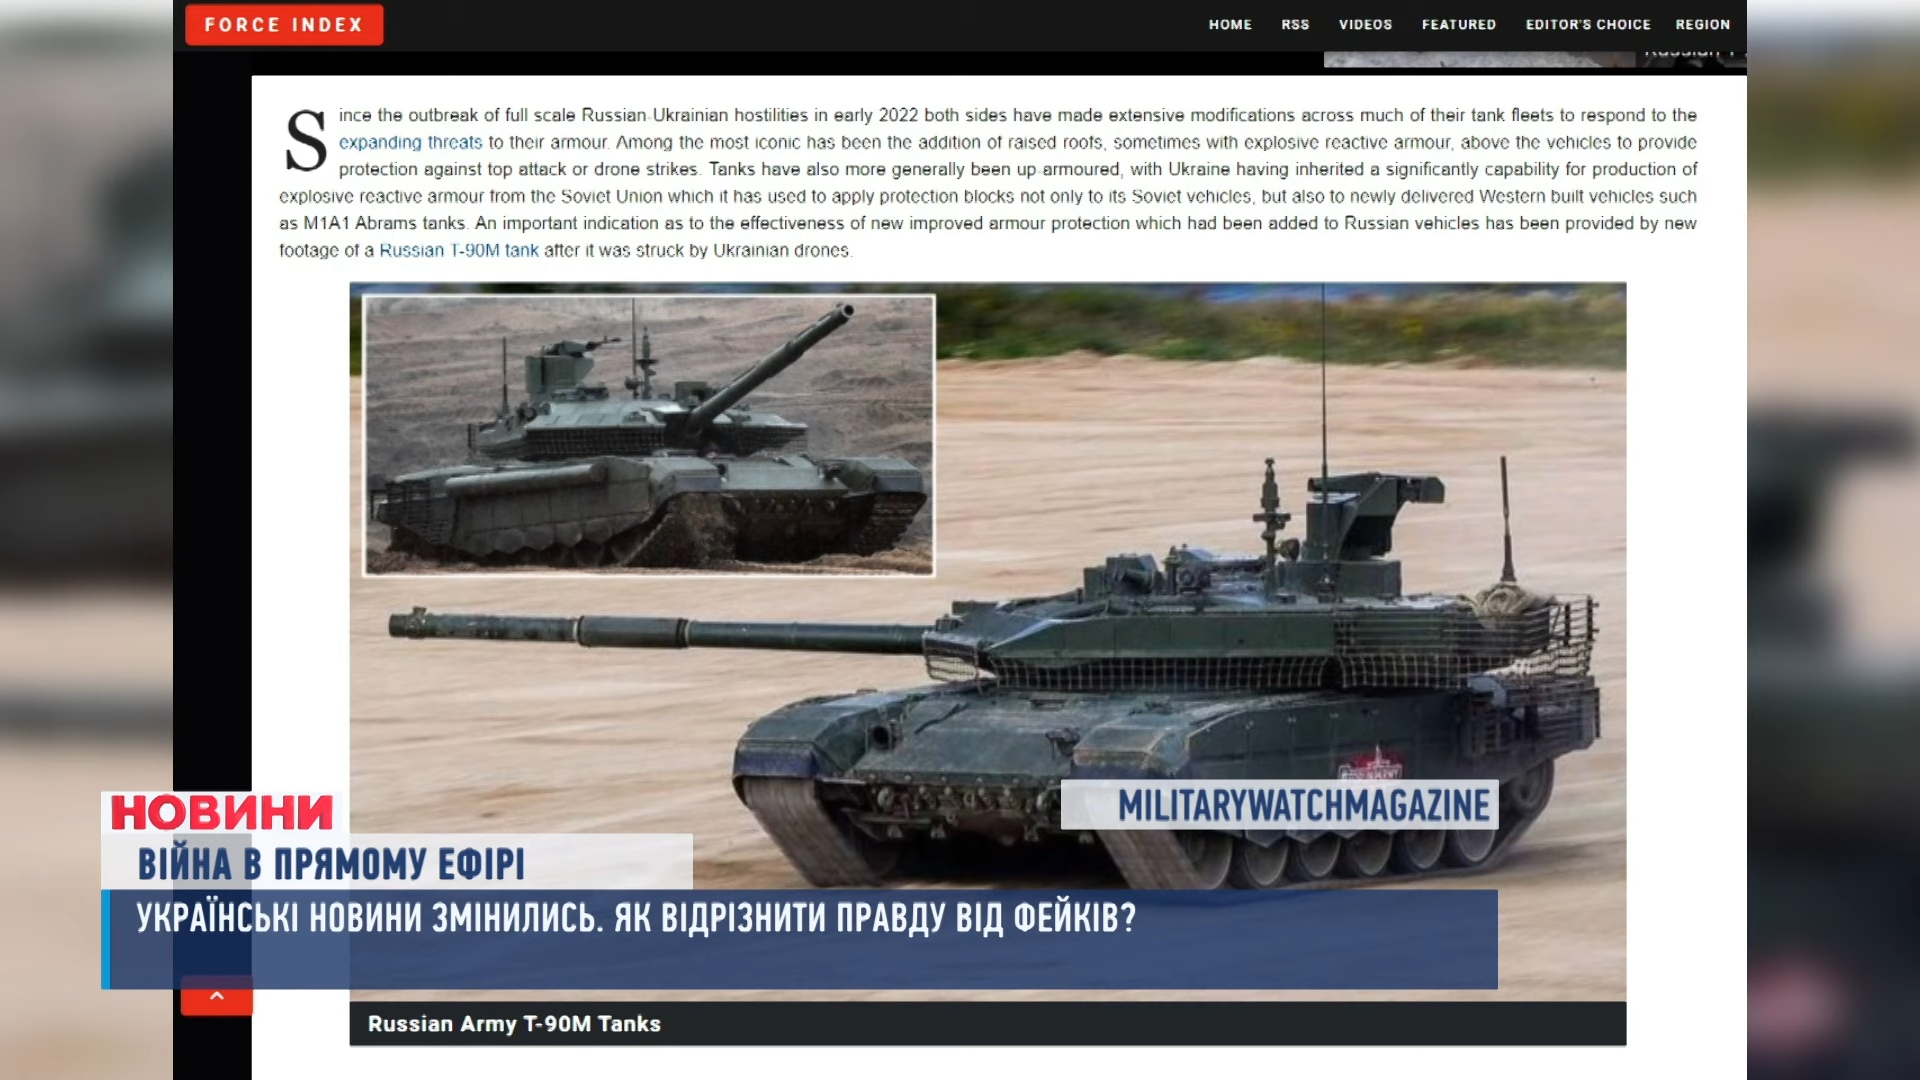 FORCE INDEX
HOME RSS VIDEOS FEATURED EDITOR'S CHOICE REGION
Since the outbreak of full scale Russian-Ukrainian hostilities in early 2022 both sides have made extensive modifications across much of their tank fleets to respond to the
expanding threats to their armour. Among the most iconic has been the addition of raised roofs, sometimes with explosive reactive armour, above the vehicles to provide
protection against top attack or drone strikes. Tanks have also more generally been up-armoured, with Ukraine having inherited a significantly capability for production of
explosive reactive armour from the Soviet Union which it has used to apply protection blocks not only to its Soviet vehicles, but also to newly delivered Western built vehicles such
as M1A1 Abrams tanks. An important indication as to the effectiveness of new improved armour protection which had been added to Russian vehicles has been provided by new
footage of a Russian T-90M tank after it was struck by Ukrainian drones.
MILITARYWATCHMAGAZINE
НОВИНИ
ВІЙНА В ПРЯМОМУ ЕФІРІ
УКРАЇНСЬКІ НОВИНИ ЗМІНИЛИСЬ. ЯК ВІДРІЗНИТИ ПРАВДУ ВІД ФЕЙКІВ?
Russian Army T-90M Tanks